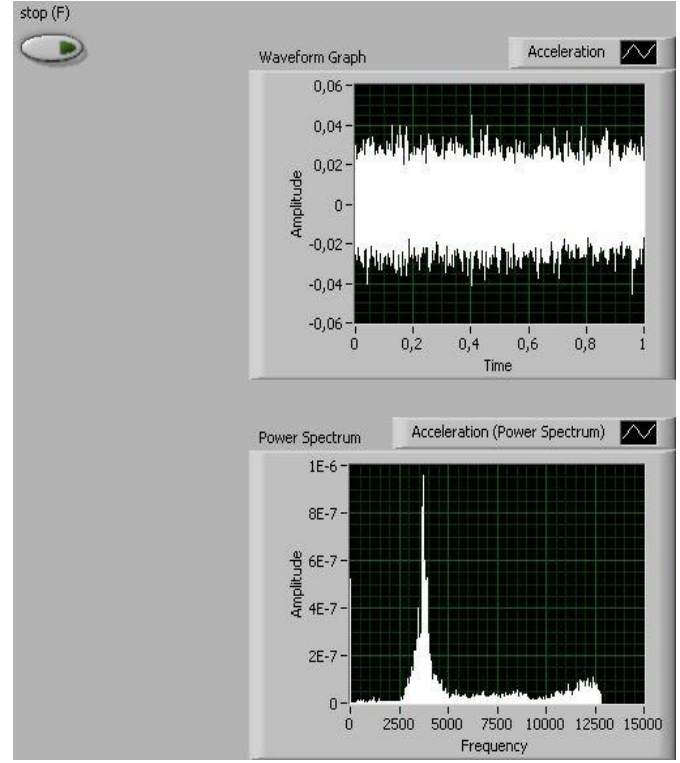 stop (F)
Waveform Graph
Acceleration
0,06
0,04
0,02
0
-0,02
-0,04
-0,06
Amplitude
0 0,2 0,4 0,6 0,8 1
Time
Power Spectrum
Acceleration (Power Spectrum)
1E-6
8E-7
6E-7
4E-7
2E-7
0
Amplitude
0 2500 5000 7500 10000 12500 15000
Frequency